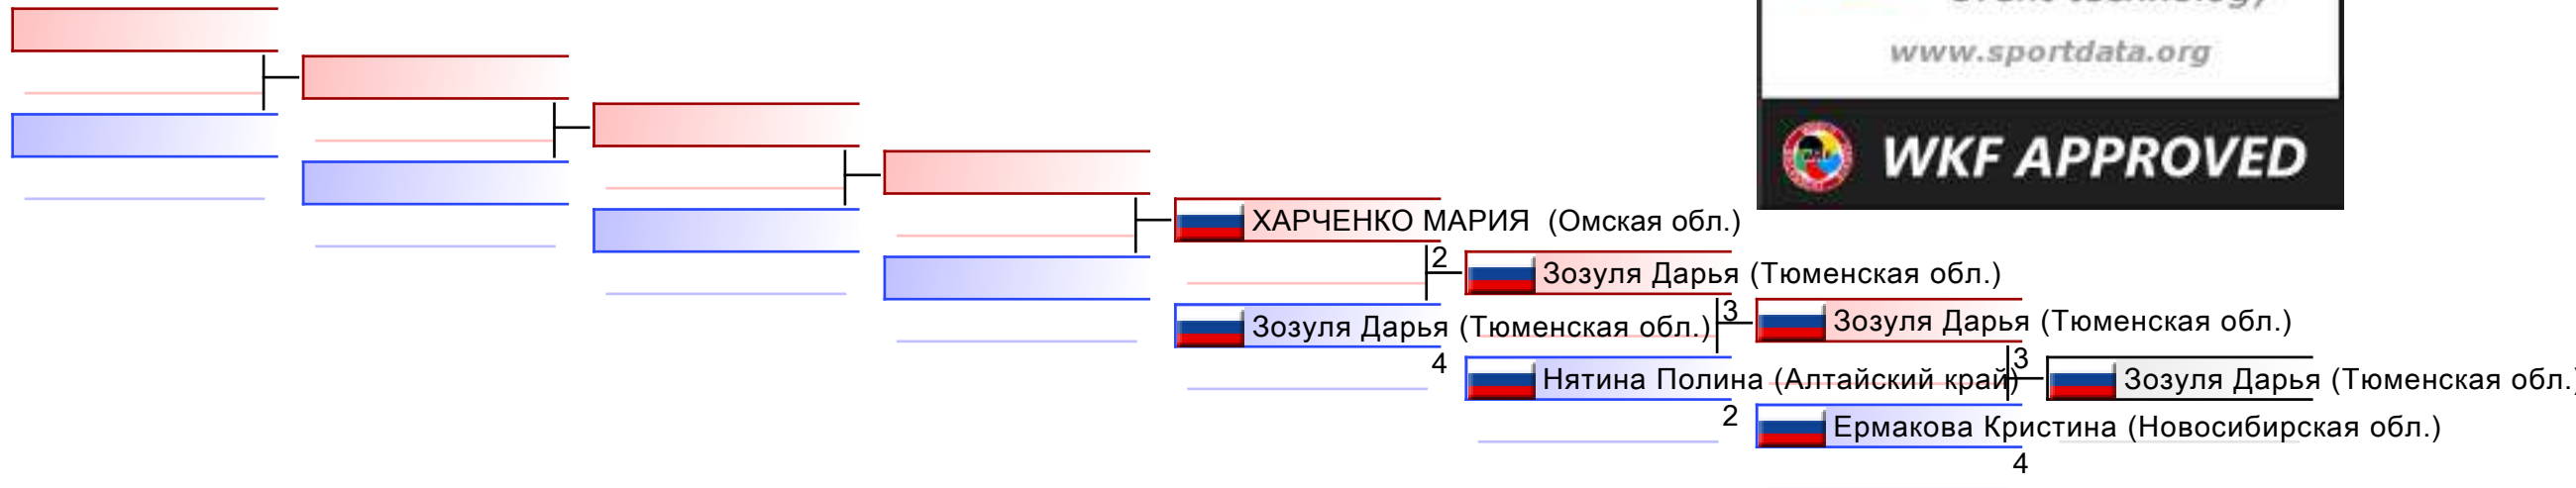 www.sportdata.org
WKF APPROVED
ХАРЧЕНКО МАРИЯ (Омская обл.)
2
Зозуля Дарья (Тюменская обл.)
3
Зозуля Дарья (Тюменская обл.)
Зозуля Дарья (Тюменская обл.)
4
3
Нятина Полина (Алтайский край)
Зозуля Дарья (Тюменская обл.)
2
Ермакова Кристина (Новосибирская обл.)
4